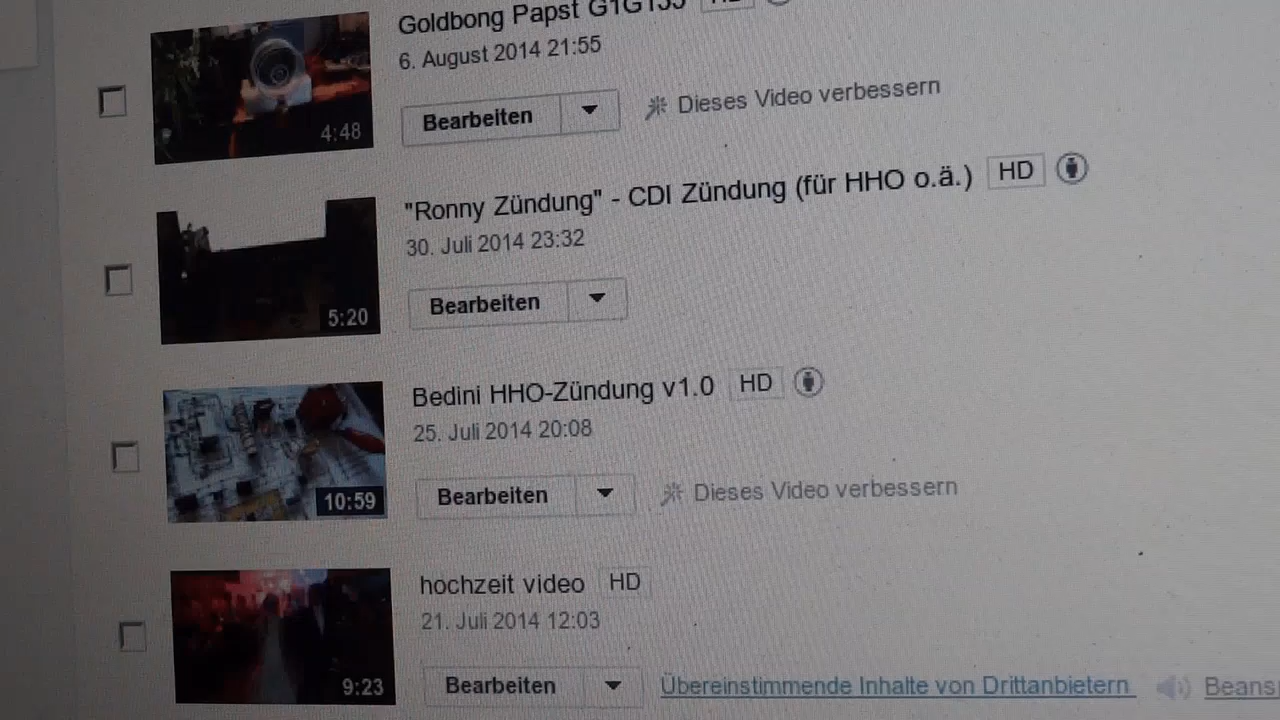 Goldbong Papst
4:48
6. August 2014 21:55
Bearbeiten
Dieses Video verbessern
"Ronny Zündung" - CDI Zündung (für HHO o.ä.) HD
5:20
30. Juli 2014 23:32
Bearbeiten
Bedini HHO-Zündung v1.0 HD
10:59
25. Juli 2014 20:08
Bearbeiten
Dieses Video verbessern
hochzeit video HD
9:23
21. Juli 2014 12:03
Bearbeiten
Übereinstimmende Inhalte von Drittanbietern